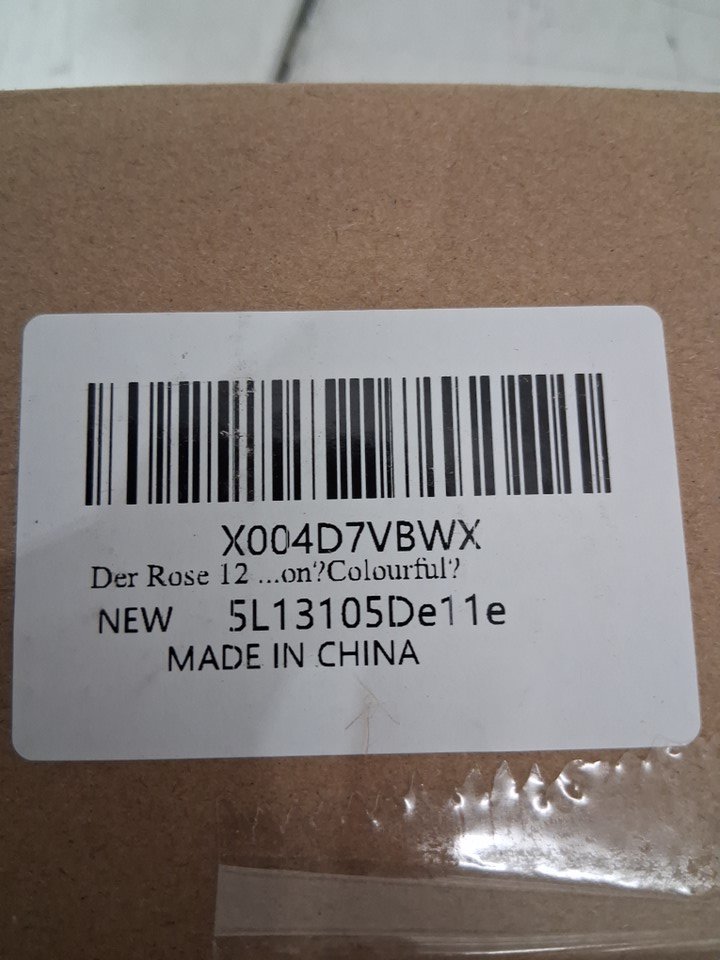 X004D7VBWX
Der Rose 12 ...on?Colourful?
NEW 5L13105De11e
MADE IN CHINA